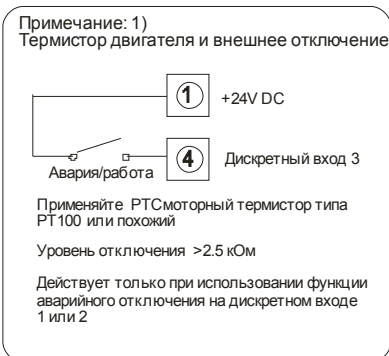 Примечание: 1)
Термистор двигателя и внешнее отключение
1
+24V DC
4
Дискретный вход 3
Авария/работа
Применяйте PTCмоторный термистор типа
PT100 или похожий
Уровень отключения >2.5 кОм
Действует только при использовании функции
аварийного отключения на дискретном входе
1 или 2